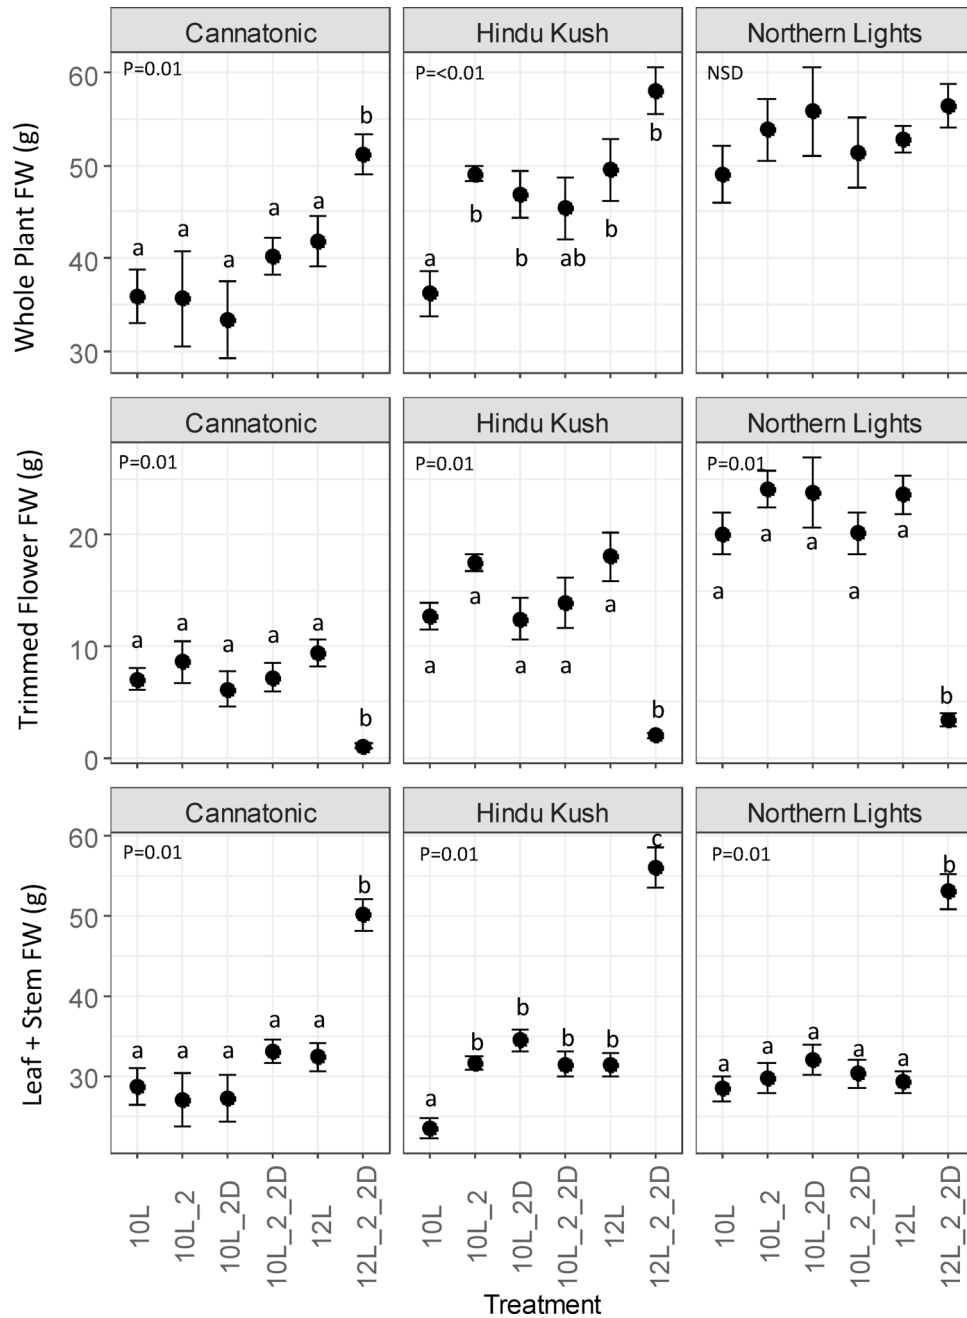 Cannatonic Hindu Kush Northern Lights
Whole Plant FW (g)
P=0.01 P=<0.01 NSD
60
50
40
30
a a a a a b
a b b ab b b
Cannatonic Hindu Kush Northern Lights
Trimmed Flower FW (g)
P=0.01 P=0.01 P=0.01
20
10
0
a a a a a b
a a a a a b
a a a a a b
Cannatonic Hindu Kush Northern Lights
Leaf + Stem FW (g)
P=0.01 P=0.01 P=0.01
60
50
40
30
a a a a a b
a b b b b c
a a a a a b
10L 10L_2 10L_2D 10L_2_2D 12L 12L_2_2D 10L 10L_2 10L_2D 10L_2_2D 12L 12L_2_2D 10L 10L_2 10L_2D 10L_2_2D 12L 12L_2_2D
Treatment